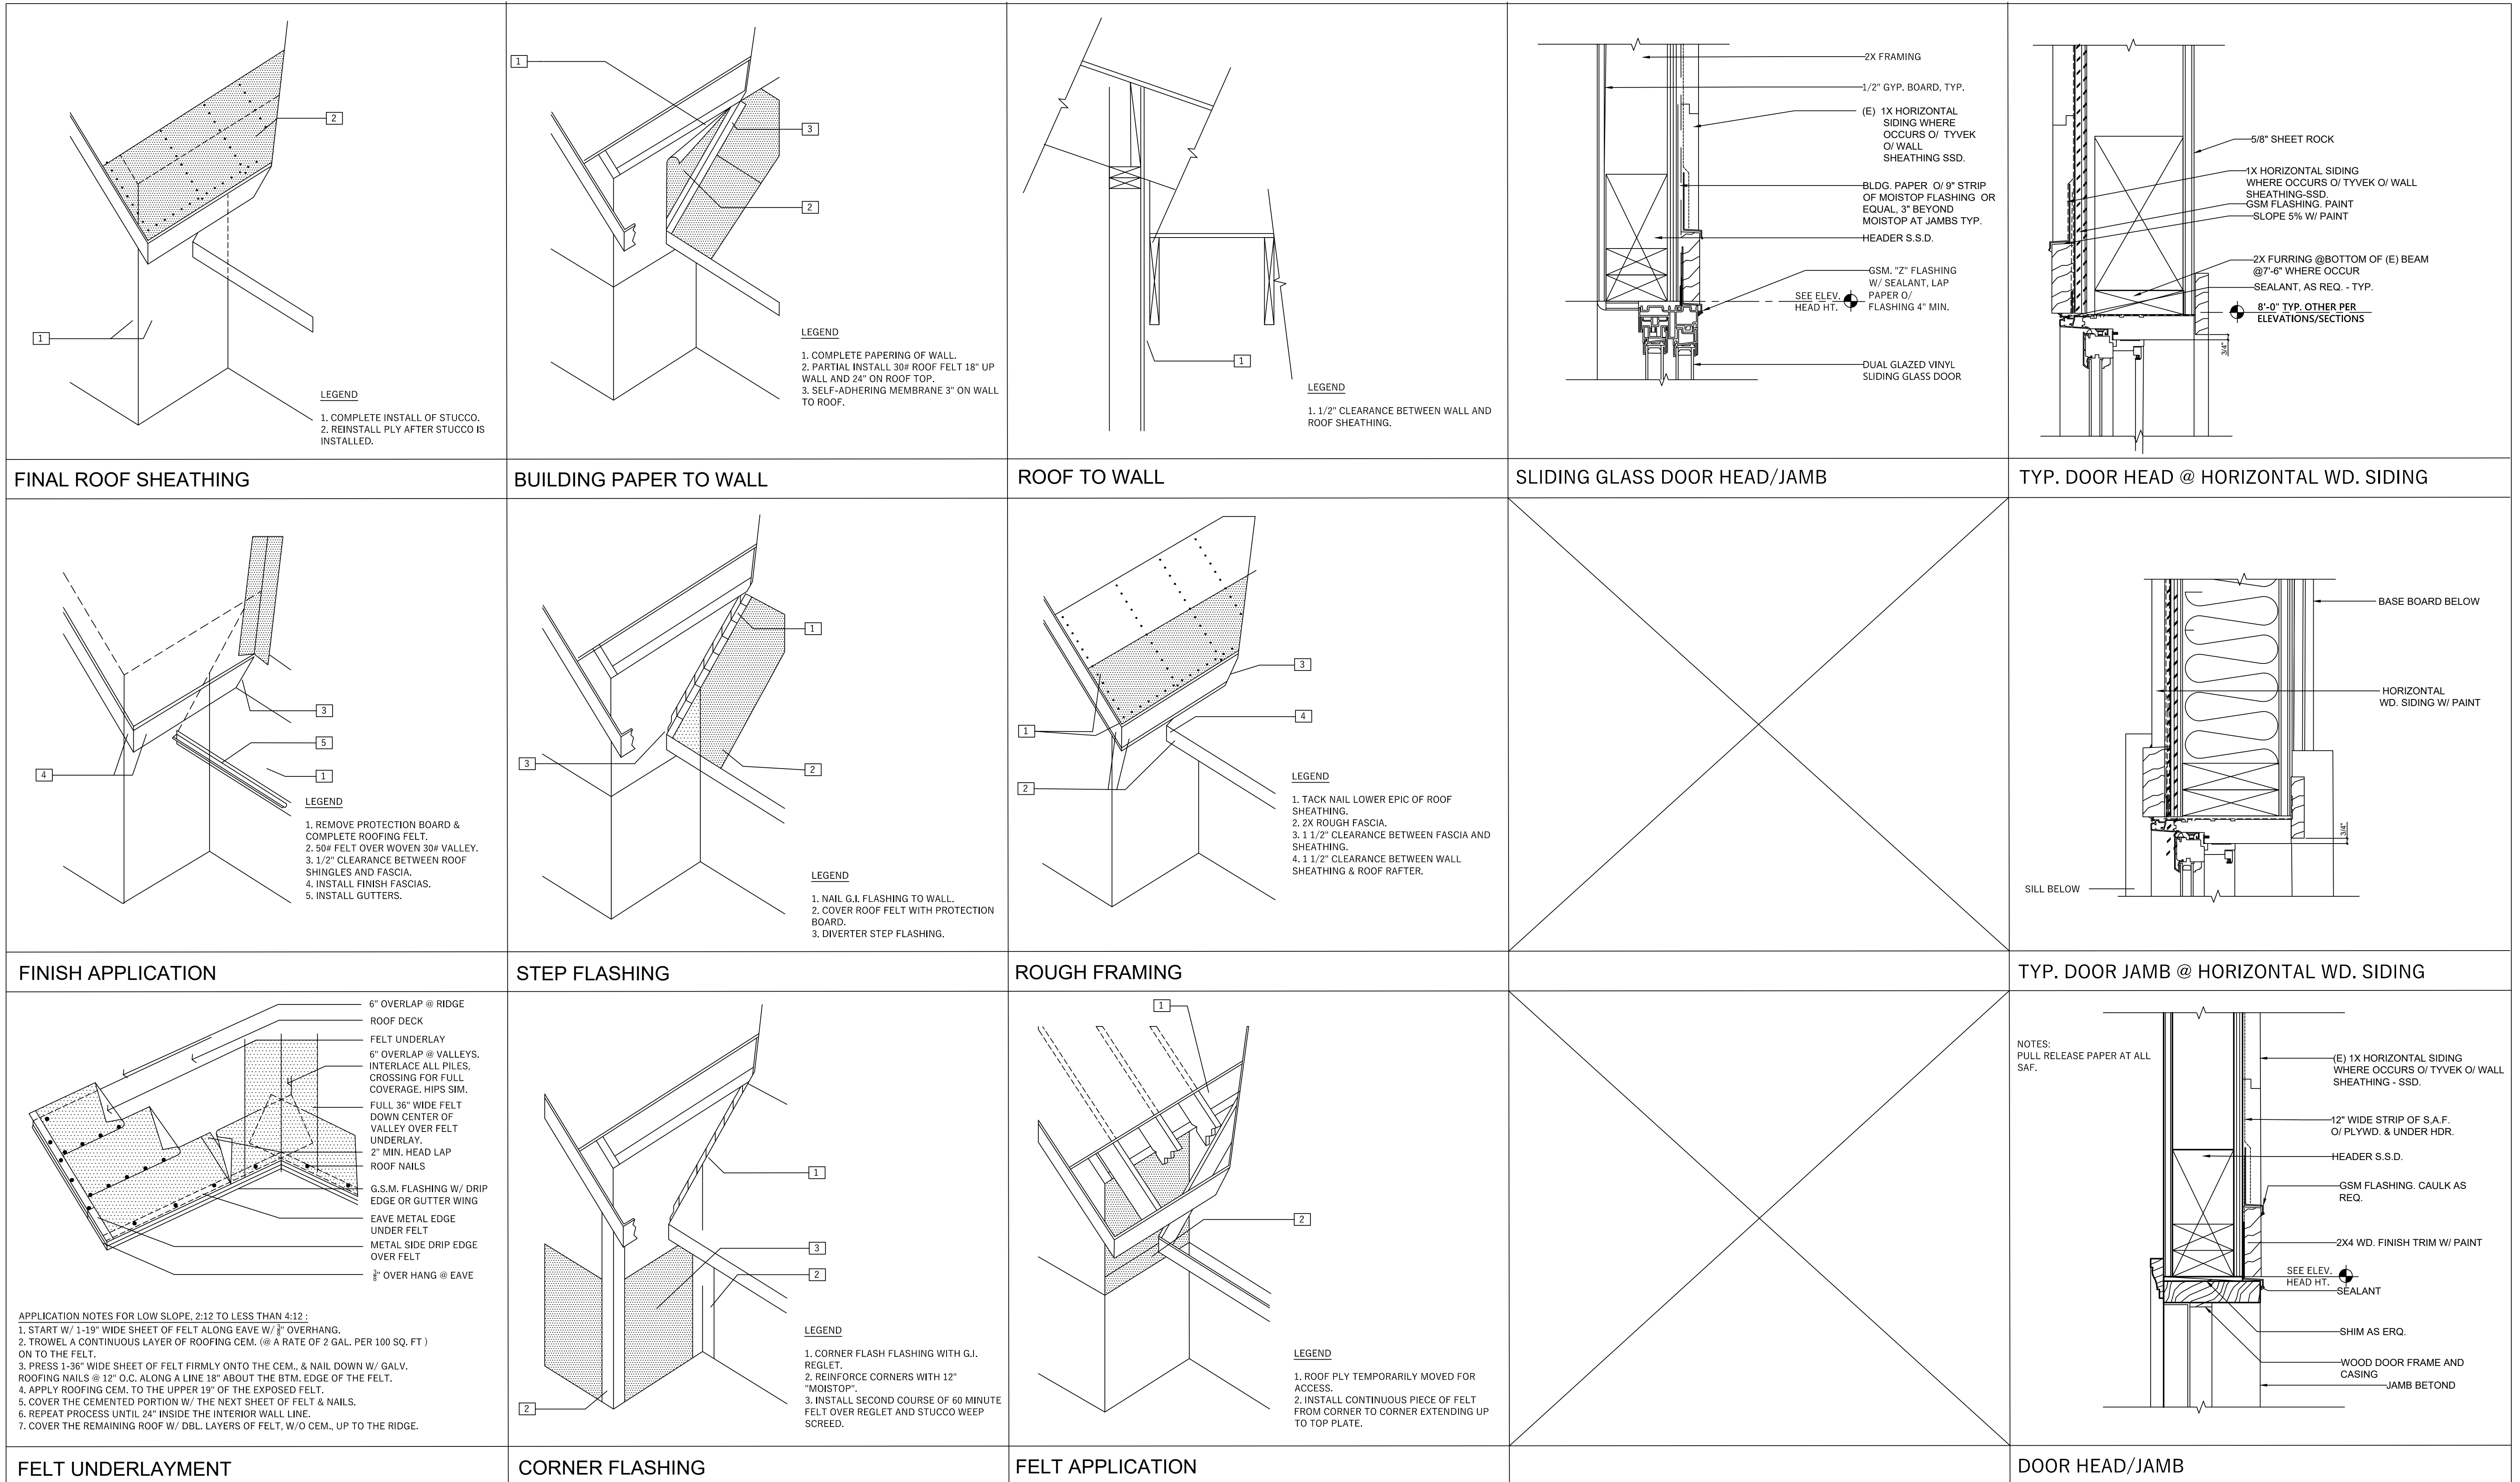 2
1
LEGEND
1. COMPLETE INSTALL OF STUCCO.
2. REINSTALL PLY AFTER STUCCO IS
INSTALLED.
FINAL ROOF SHEATHING
1
3
2
LEGEND
1. COMPLETE PAPERING OF WALL.
2. PARTIAL INSTALL 30# ROOF FELT 18" UP
WALL AND 24" ON ROOF TOP.
3. SELF-ADHERING MEMBRANE 3" ON WALL
TO ROOF.
BUILDING PAPER TO WALL
1
LEGEND
1. 1/2" CLEARANCE BETWEEN WALL AND
ROOF SHEATHING.
ROOF TO WALL
2X FRAMING
1/2" GYP. BOARD, TYP.
(E) 1X HORIZONTAL
SIDING WHERE
OCCURS O/ TYVEK
O/ WALL
SHEATHING SSD.
BLDG. PAPER O/ 9" STRIP
OF MOISTOP FLASHING OR
EQUAL, 3" BEYOND
MOISTOP AT JAMBS TYP.
HEADER S.S.D.
GSM. "Z" FLASHING
W/ SEALANT, LAP
PAPER O/
FLASHING 4" MIN.
SEE ELEV.
HEAD HT.
DUAL GLAZED VINYL
SLIDING GLASS DOOR
SLIDING GLASS DOOR HEAD/JAMB
5/8" SHEET ROCK
1X HORIZONTAL SIDING
WHERE OCCURS O/ TYVEK O/ WALL
SHEATHING-SSD.
GSM FLASHING. PAINT
SLOPE 5% W/ PAINT
2X FURRING @BOTTOM OF (E) BEAM
@7'-6" WHERE OCCUR
SEALANT, AS REQ. - TYP.
8'-0" TYP. OTHER PER
ELEVATIONS/SECTIONS
3/4"
TYP. DOOR HEAD @ HORIZONTAL WD. SIDING
3
5
1
4
LEGEND
1. REMOVE PROTECTION BOARD &
COMPLETE ROOFING FELT.
2. 50# FELT OVER WOVEN 30# VALLEY.
3. 1/2" CLEARANCE BETWEEN ROOF
SHINGLES AND FASCIA.
4. INSTALL FINISH FASCIAS.
5. INSTALL GUTTERS.
FINISH APPLICATION
1
3
2
LEGEND
1. NAIL G.I. FLASHING TO WALL.
2. COVER ROOF FELT WITH PROTECTION
BOARD.
3. DIVERTER STEP FLASHING.
STEP FLASHING
3
4
1
2
LEGEND
1. TACK NAIL LOWER EPIC OF ROOF
SHEATHING.
2. 2X ROUGH FASCIA.
3. 1 1/2" CLEARANCE BETWEEN FASCIA AND
SHEATHING.
4. 1 1/2" CLEARANCE BETWEEN WALL
SHEATHING & ROOF RAFTER.
ROUGH FRAMING
BASE BOARD BELOW
HORIZONTAL
WD. SIDING W/ PAINT
3/4"
SILL BELOW
TYP. DOOR JAMB @ HORIZONTAL WD. SIDING
6" OVERLAP @ RIDGE
ROOF DECK
FELT UNDERLAY
6" OVERLAP @ VALLEYS.
INTERLACE ALL PILES,
CROSSING FOR FULL
COVERAGE. HIPS SIM.
FULL 36" WIDE FELT
DOWN CENTER OF
VALLEY OVER FELT
UNDERLAY.
2" MIN. HEAD LAP
ROOF NAILS
G.S.M. FLASHING W/ DRIP
EDGE OR GUTTER WING
EAVE METAL EDGE
UNDER FELT
METAL SIDE DRIP EDGE
OVER FELT
3/8" OVER HANG @ EAVE
APPLICATION NOTES FOR LOW SLOPE, 2:12 TO LESS THAN 4:12 :
1. START W/ 1-19" WIDE SHEET OF FELT ALONG EAVE W/ 3/8" OVERHANG.
2. TROWEL A CONTINUOUS LAYER OF ROOFING CEM. (@ A RATE OF 2 GAL. PER 100 SQ. FT )
ON TO THE FELT.
3. PRESS 1-36" WIDE SHEET OF FELT FIRMLY ONTO THE CEM., & NAIL DOWN W/ GALV.
ROOFING NAILS @ 12" O.C. ALONG A LINE 18" ABOUT THE BTM. EDGE OF THE FELT.
4. APPLY ROOFING CEM. TO THE UPPER 19" OF THE EXPOSED FELT.
5. COVER THE CEMENTED PORTION W/ THE NEXT SHEET OF FELT & NAILS.
6. REPEAT PROCESS UNTIL 24" INSIDE THE INTERIOR WALL LINE.
7. COVER THE REMAINING ROOF W/ DBL. LAYERS OF FELT, W/O CEM., UP TO THE RIDGE.
FELT UNDERLAYMENT
1
3
2
2
LEGEND
1. CORNER FLASH FLASHING WITH G.I.
REGLET.
2. REINFORCE CORNERS WITH 12"
"MOISTOP".
3. INSTALL SECOND COURSE OF 60 MINUTE
FELT OVER REGLET AND STUCCO WEEP
SCREED.
CORNER FLASHING
1
2
LEGEND
1. ROOF PLY TEMPORARILY MOVED FOR
ACCESS.
2. INSTALL CONTINUOUS PIECE OF FELT
FROM CORNER TO CORNER EXTENDING UP
TO TOP PLATE.
FELT APPLICATION
NOTES:
PULL RELEASE PAPER AT ALL
SAF.
(E) 1X HORIZONTAL SIDING
WHERE OCCURS O/ TYVEK O/ WALL
SHEATHING - SSD.
12" WIDE STRIP OF S,A.F.
O/ PLYWD. & UNDER HDR.
HEADER S.S.D.
GSM FLASHING. CAULK AS
REQ.
2X4 WD. FINISH TRIM W/ PAINT
SEE ELEV.
HEAD HT.
SEALANT
SHIM AS ERQ.
WOOD DOOR FRAME AND
CASING
JAMB BETOND
DOOR HEAD/JAMB